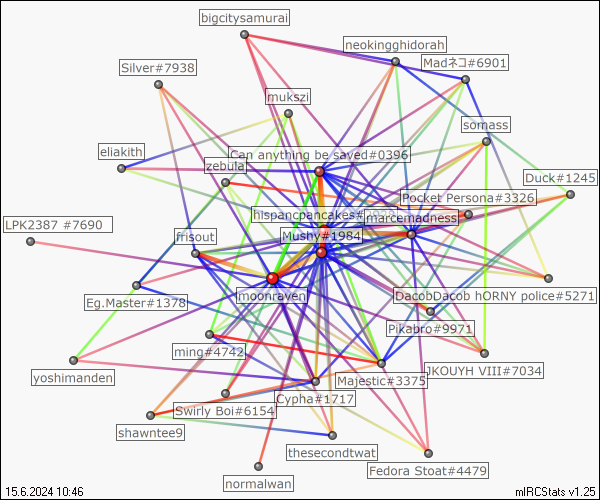 bigcitysamurai
neokingghidorah
Madネコ#6901
Silver#7938
mukszi
somass
eliakith
zebula
Can anything be saved#0396
Duck#1245
Pocket Persona#3326
hispancpancakes#
marcemadness
LPK2387 #7690
frisout
Mushy#1984
moonraven
Eg.Master#1378
DacobDacob hORNY police#5271
Pikabro#9971
ming#4742
JKOUYH VIII#7034
yoshimanden
Majestic#3375
Cypha#1717
Swirly Boi#6154
shawntee9
thesecondtwat
Fedora Stoat#4479
normalwan
15.6.2024 10:46
mIRCStats v1.25